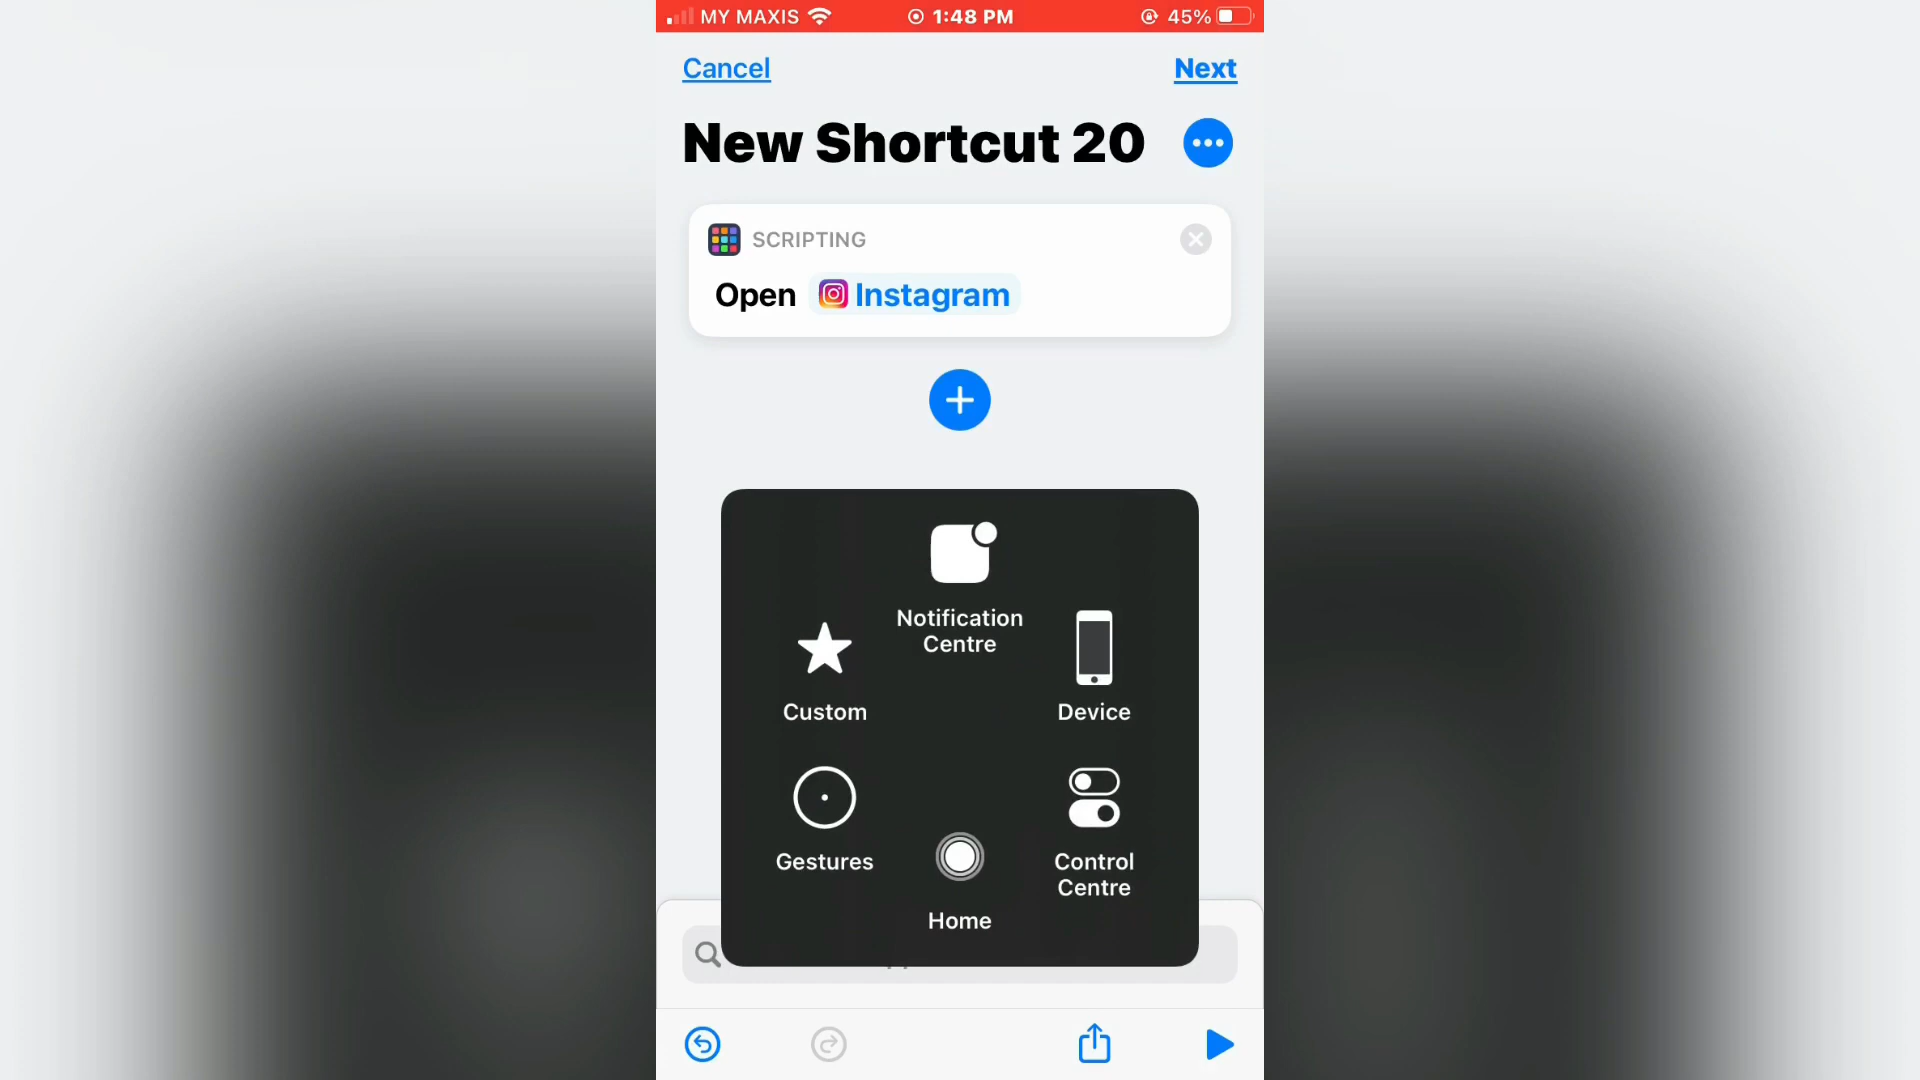 MY MAXIS 1:48 PM 45%
Cancel Next
New Shortcut 20
SCRIPTING
Open Instagram
Notification
Centre
Custom
Device
Gestures
Control
Centre
Home